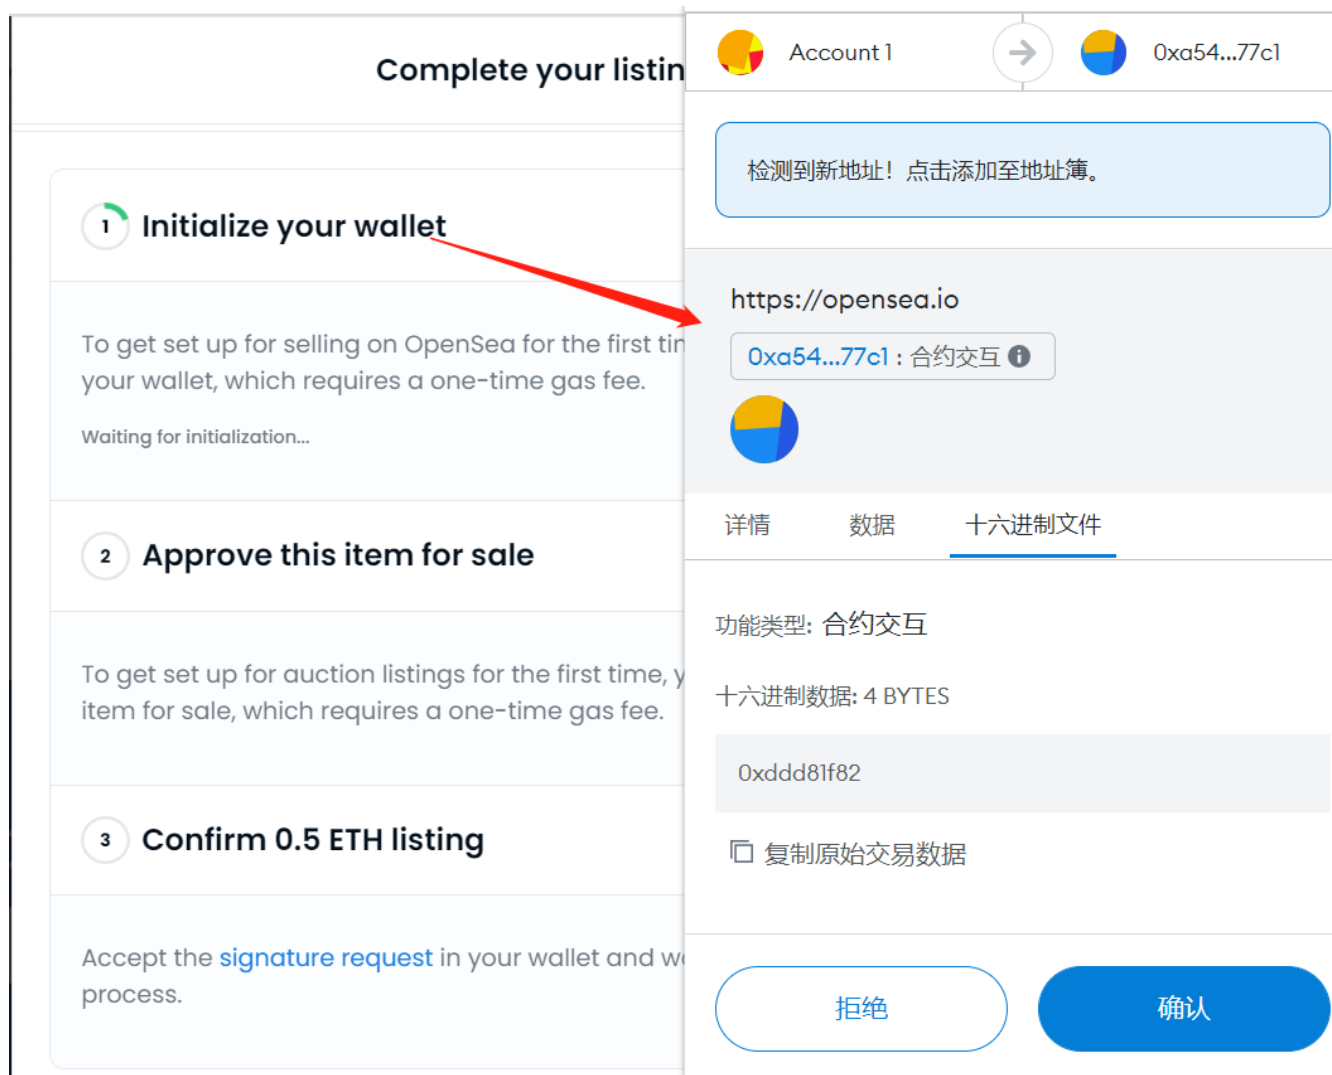 Complete your listin
1 Initialize your wallet
To get set up for selling on OpenSea for the first tin
your wallet, which requires a one-time gas fee.
Waiting for initialization...
2 Approve this item for sale
To get set up for auction listings for the first time, y
item for sale, which requires a one-time gas fee.
3 Confirm 0.5 ETH listing
Accept the signature request in your wallet and wa
process.
Account 1
0xa54...77c1
检测到新地址！点击添加至地址簿。
https://opensea.io
0xa54...77c1 : 合约交互
详情 数据 十六进制文件
功能类型: 合约交互
十六进制数据: 4 BYTES
0xddd81f82
复制原始交易数据
拒绝 确认